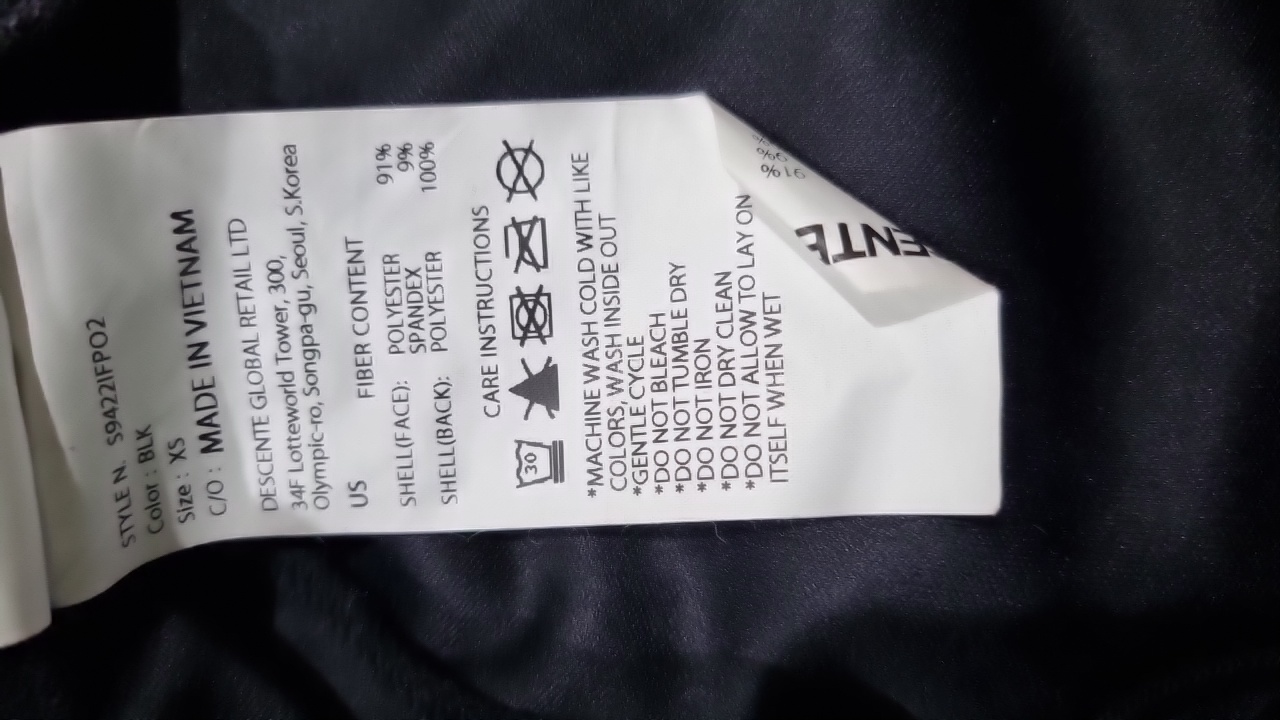 STYLE N. S9422IFPO2
Color : BLK
Size : XS
C/O : MADE IN VIETNAM
DESCENTE GLOBAL RETAIL LTD
34F Lotteworld Tower, 300,
Olympic-ro, Songpa-gu, Seoul, S.Korea
US FIBER CONTENT
SHELL(FACE): POLYESTER 91%
SPANDEX 9%
SHELL(BACK): POLYESTER 100%
CARE INSTRUCTIONS
30
*MACHINE WASH COLD WITH LIKE
COLORS, WASH INSIDE OUT
*GENTLE CYCLE
*DO NOT BLEACH
*DO NOT TUMBLE DRY
*DO NOT IRON
*DO NOT DRY CLEAN
*DO NOT ALLOW TO LAY ON
ITSELF WHEN WET
91%
9%
ENTE